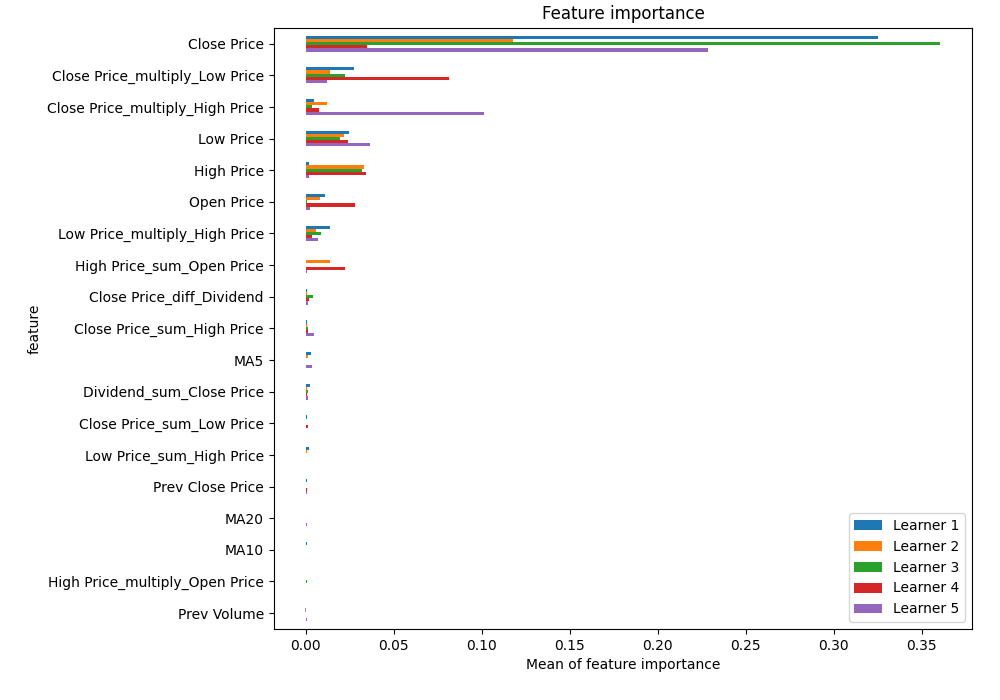 Feature importance
Close Price
Close Price_multiply_Low Price
Close Price_multiply_High Price
Low Price
High Price
Open Price
Low Price_multiply_High Price
High Price_sum_Open Price
Close Price_diff_Dividend
Close Price_sum_High Price
MA5
Dividend_sum_Close Price
Close Price_sum_Low Price
Low Price_sum_High Price
Prev Close Price
MA20
MA10
High Price_multiply_Open Price
Prev Volume
feature
Learner 1
Learner 2
Learner 3
Learner 4
Learner 5
0.00 0.05 0.10 0.15 0.20 0.25 0.30 0.35
Mean of feature importance